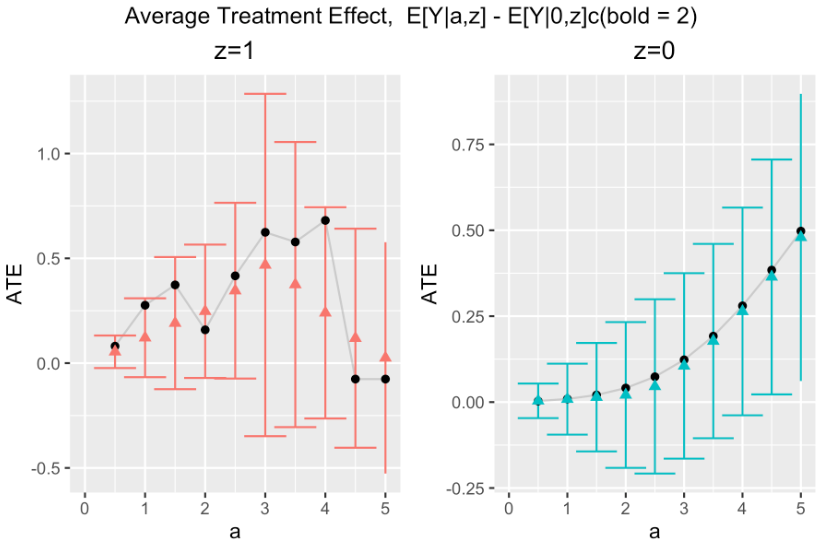 Average Treatment Effect,  E[Y|a,z] - E[Y|0,z]c(bold = 2)
z=1
z=0
ATE
1.0
0.5
0.0
-0.5
0 1 2 3 4 5
a
ATE
0.75
0.50
0.25
0.00
-0.25
0 1 2 3 4 5
a